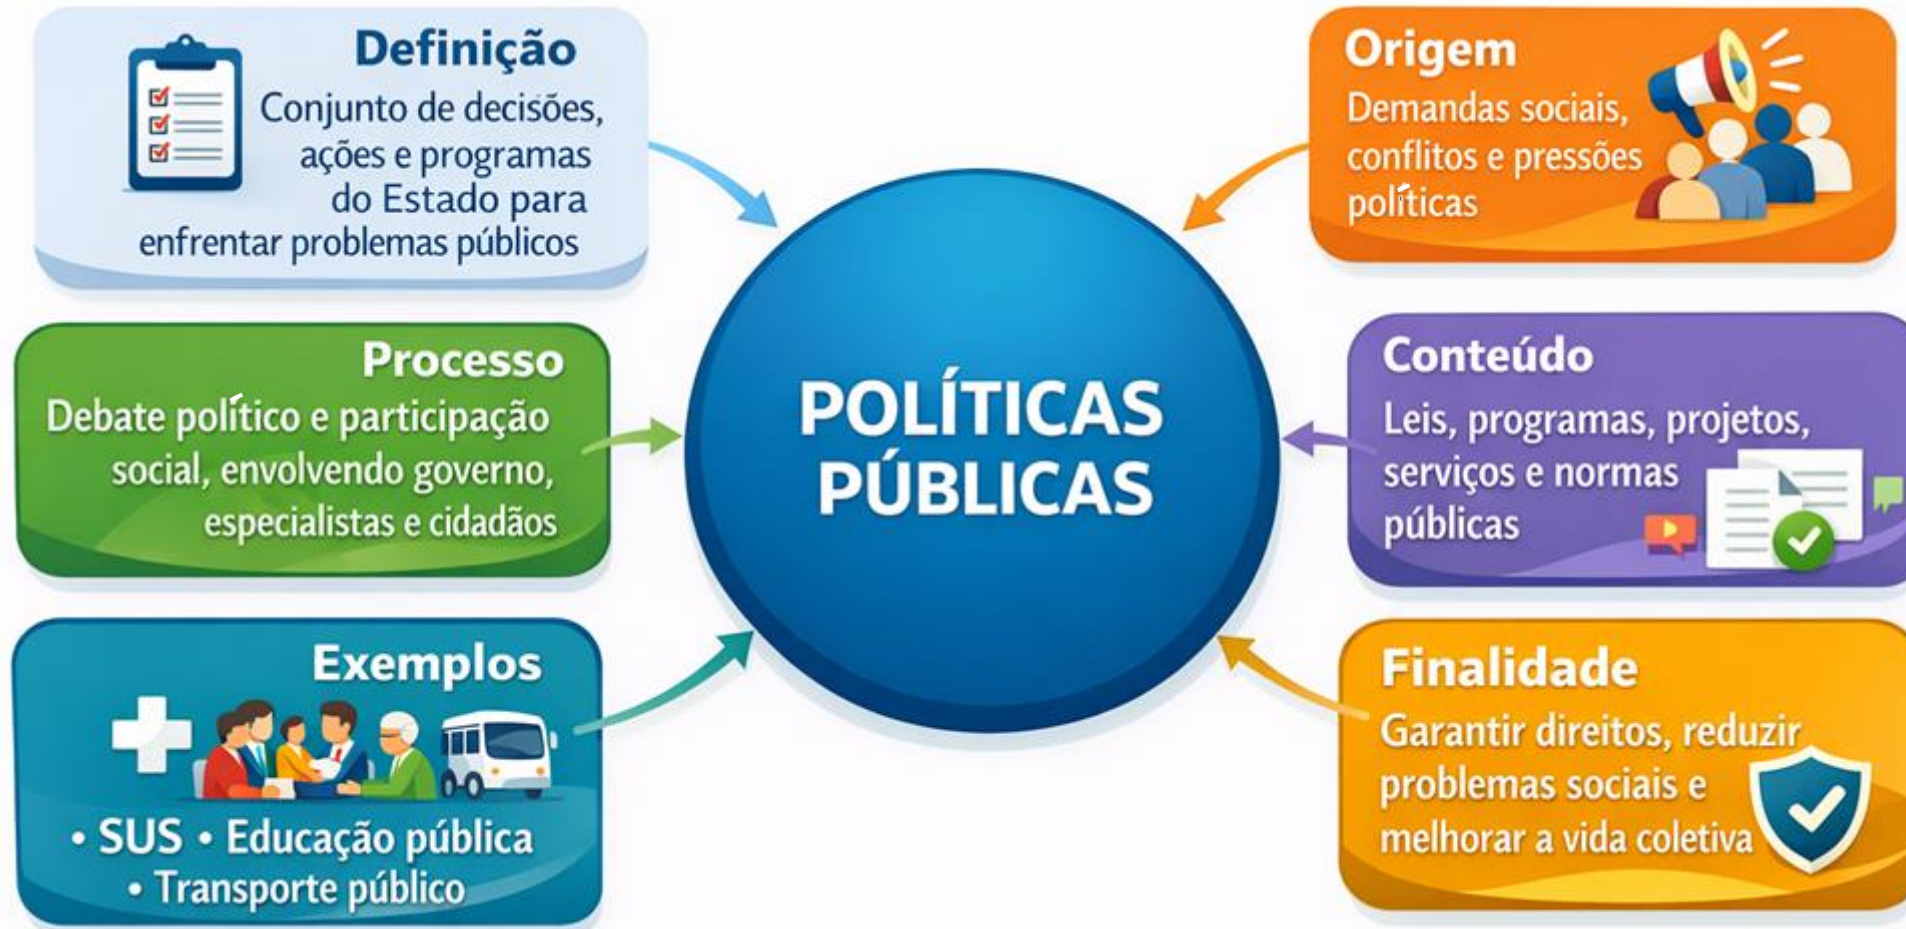 Definição
Conjunto de decisões,
ações e programas
do Estado para
enfrentar problemas públicos
Processo
Debate político e participação
social, envolvendo governo,
especialistas e cidadãos
Exemplos
• SUS • Educação pública
• Transporte público
POLÍTICAS
PÚBLICAS
Origem
Demandas sociais,
conflitos e pressões
políticas
Conteúdo
Leis, programas, projetos,
serviços e normas
públicas
Finalidade
Garantir direitos, reduzir
problemas sociais e
melhorar a vida coletiva